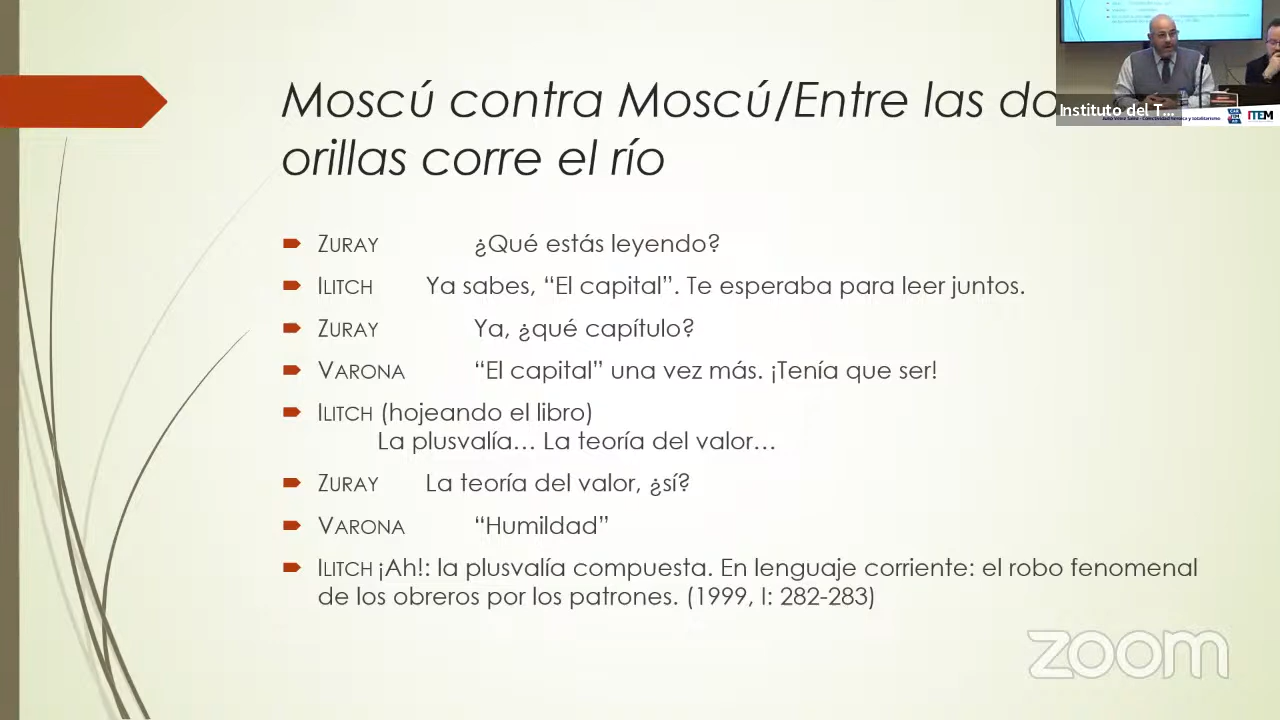 Moscú contra Moscú/Entre las do
orillas corre el río
ZURAY ¿Qué estás leyendo?
ILITCH Ya sabes, “El capital”. Te esperaba para leer juntos.
ZURAY Ya, ¿qué capítulo?
VARONA “El capital” una vez más. ¡Tenía que ser!
ILITCH (hojeando el libro)
La plusvalía… La teoría del valor…
ZURAY La teoría del valor, ¿sí?
VARONA “Humildad”
ILITCH ¡Ah!: la plusvalía compuesta. En lenguaje corriente: el robo fenomenal
de los obreros por los patrones. (1999, I: 282-283)
Instituto del T...
ITEM
zoom